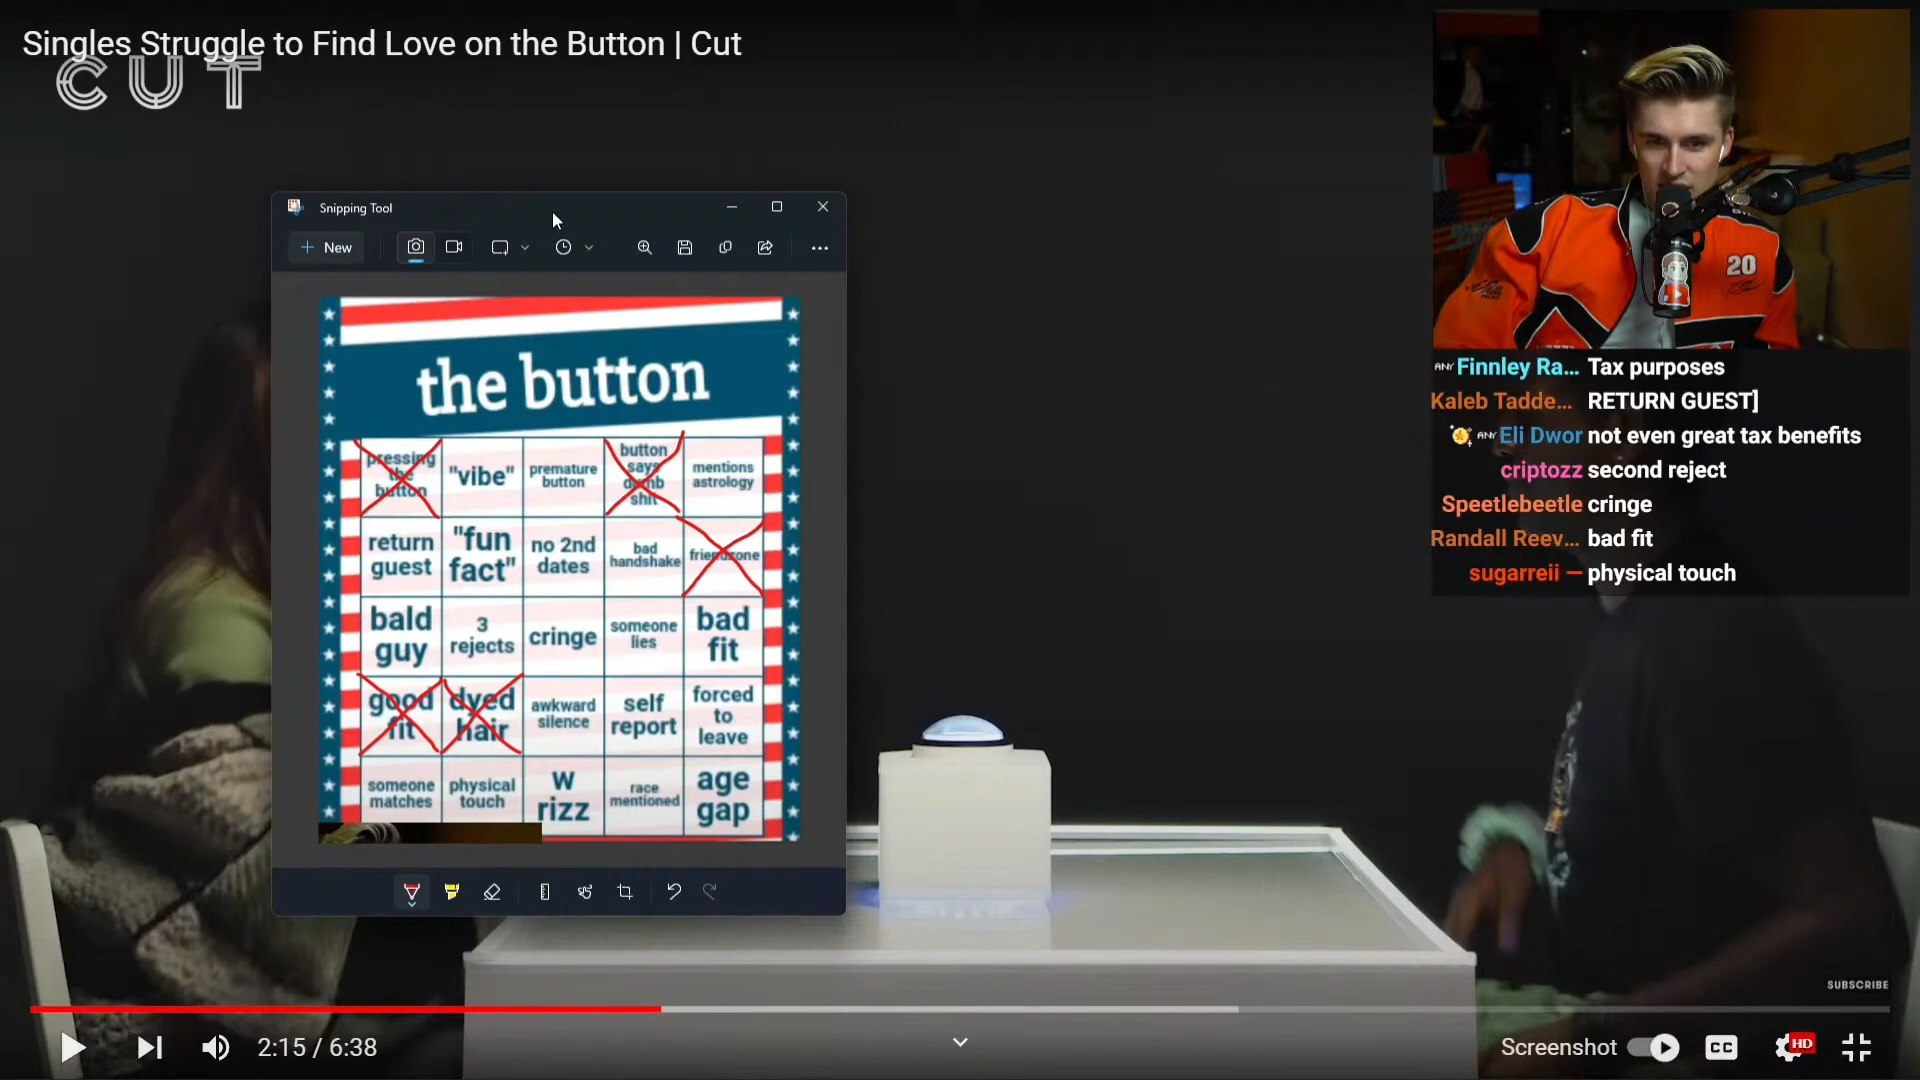 Singles Struggle to Find Love on the Button | Cut
CUT
Snipping Tool
New
the button
pressing
the
button
"vibe"
premature
button
button
says
dumb
shit
mentions
astrology
return
guest
"fun
fact"
no 2nd
dates
bad
handshake
friendzone
bald
guy
3
rejects
cringe
someone
lies
bad
fit
good
fit
dyed
hair
awkward
silence
self
report
forced
to
leave
someone
matches
physical
touch
W
rizz
race
mentioned
age
gap
20
ANY Finnley Ra... Tax purposes
Kaleb Tadde... RETURN GUEST]
ANY Eli Dwor not even great tax benefits
criptozz second reject
Speetlebeetle cringe
Randall Reev... bad fit
sugarreii — physical touch
SUBSCRIBE
2:15 / 6:38
Screenshot
CC
HD